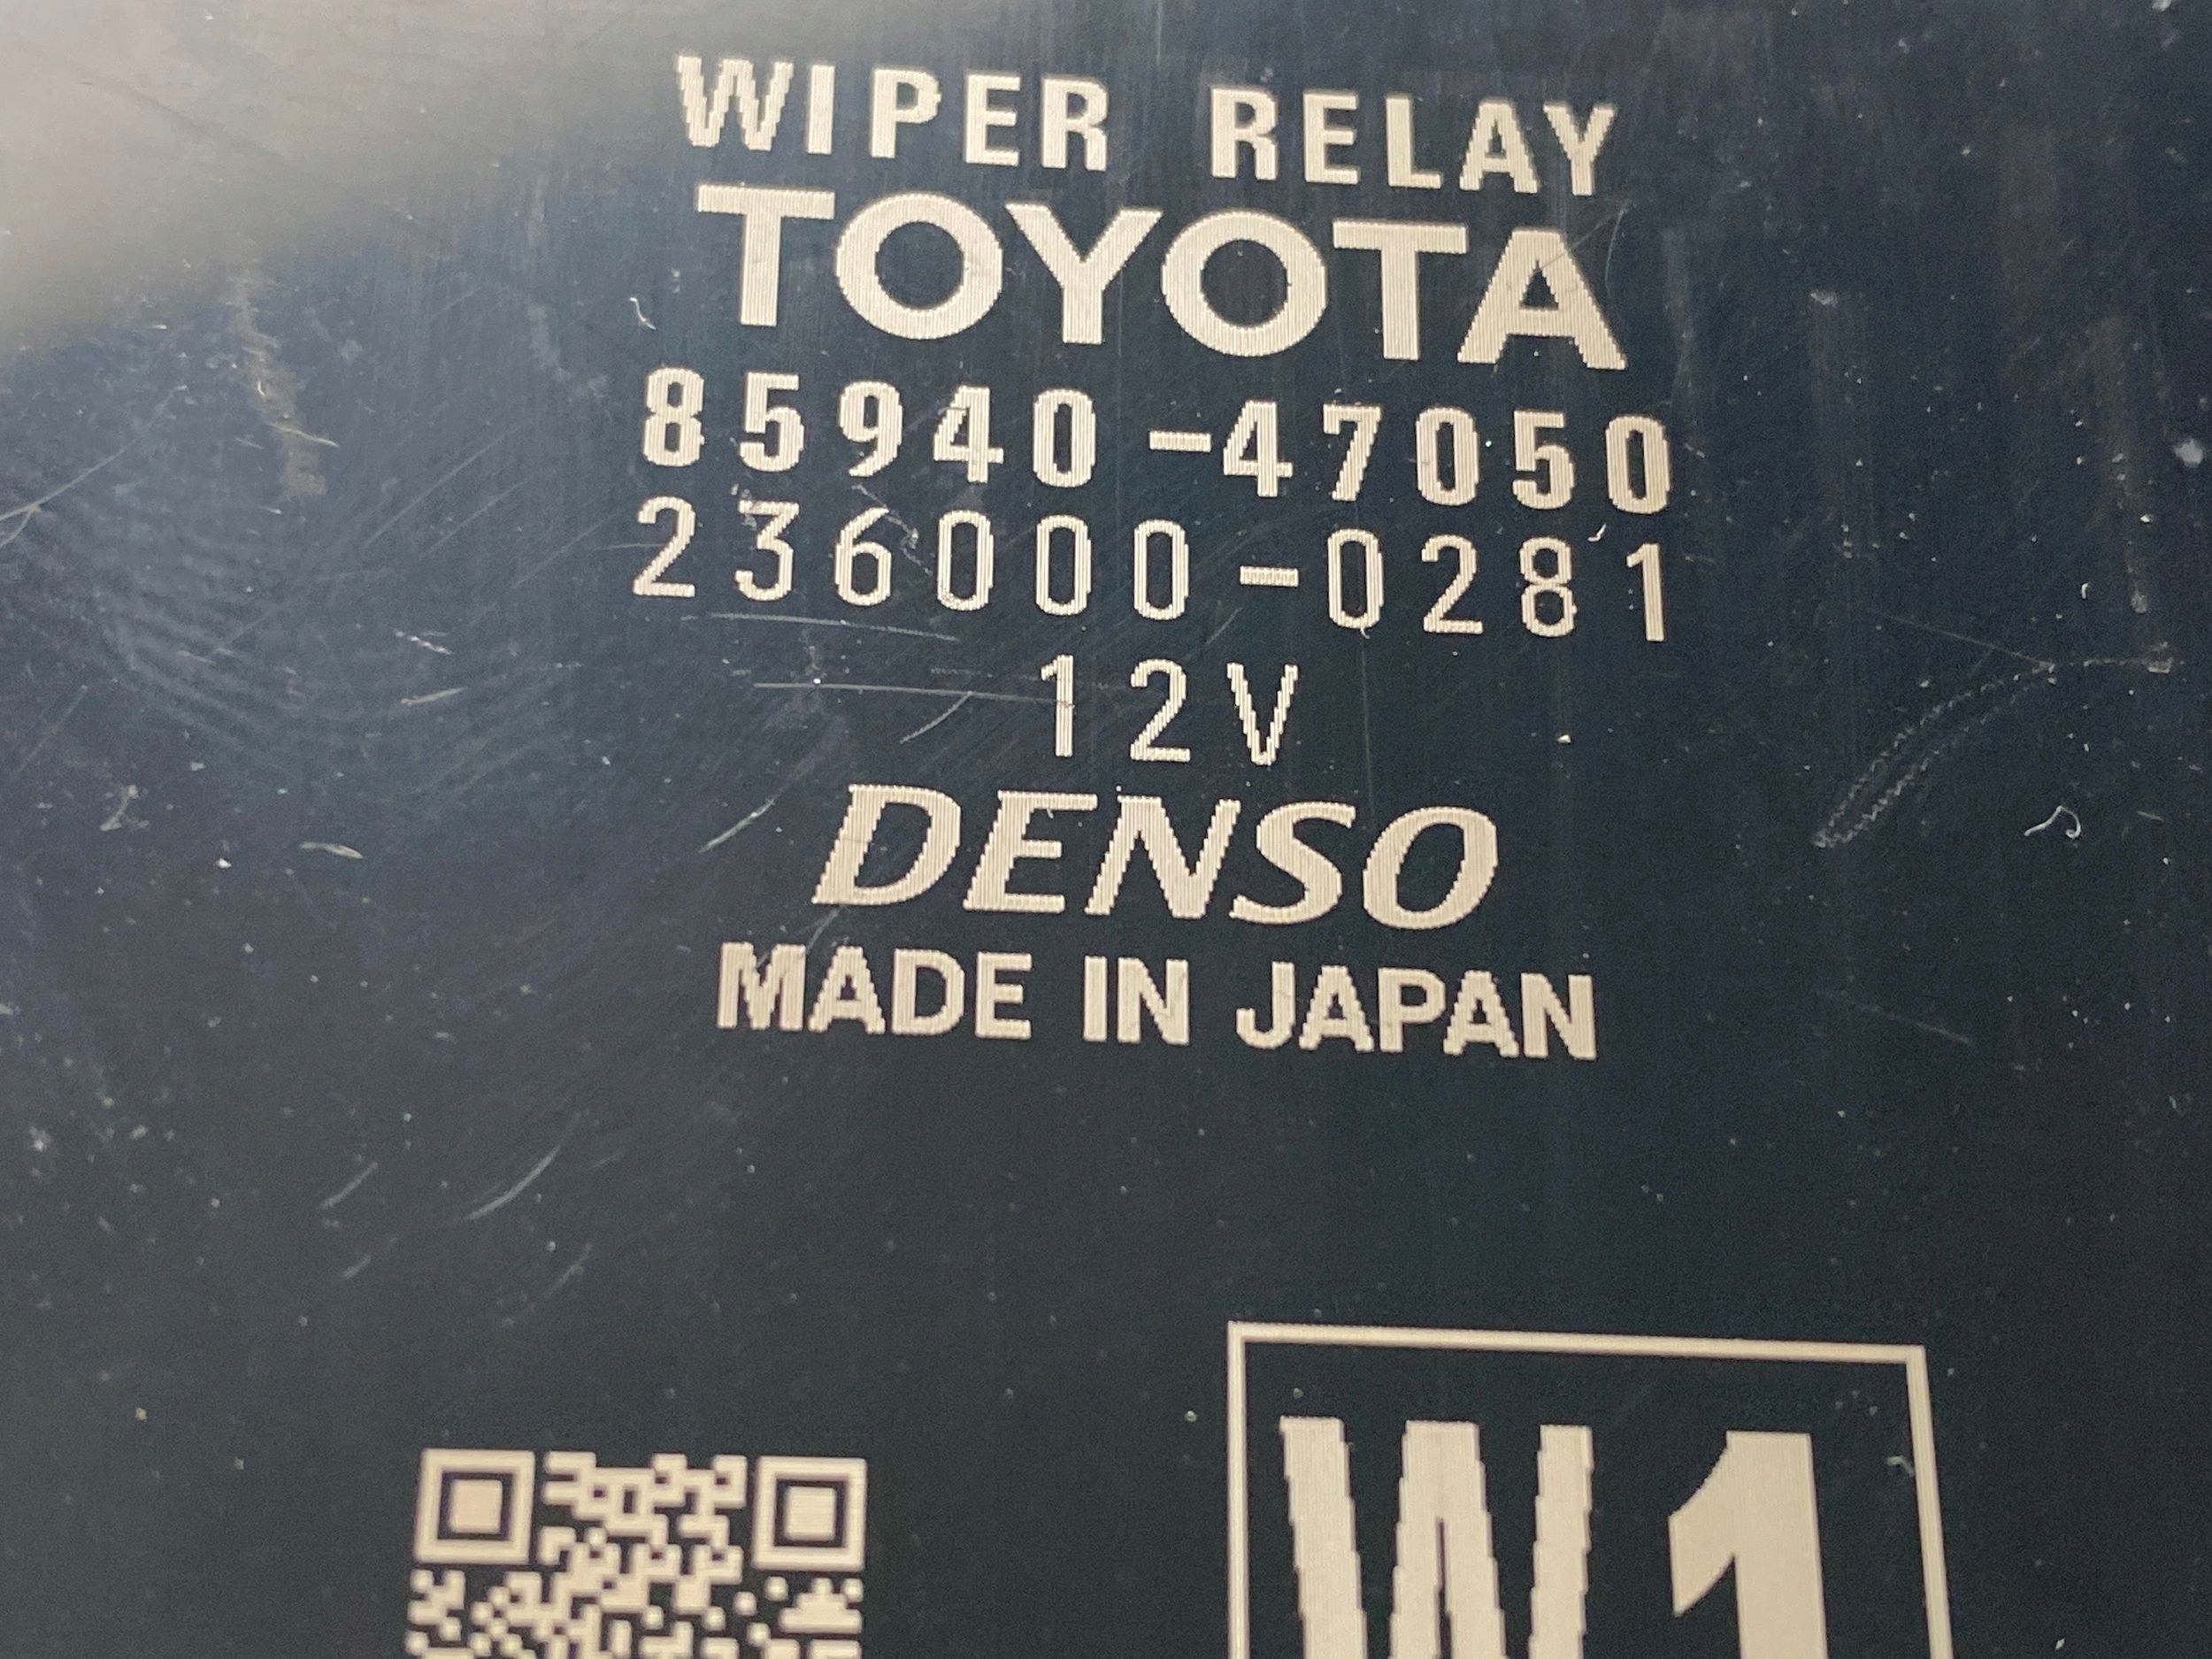 WIPER RELAY
TOYOTA
85940-47050
236000-0281
12V
DENSO
MADE IN JAPAN
W1